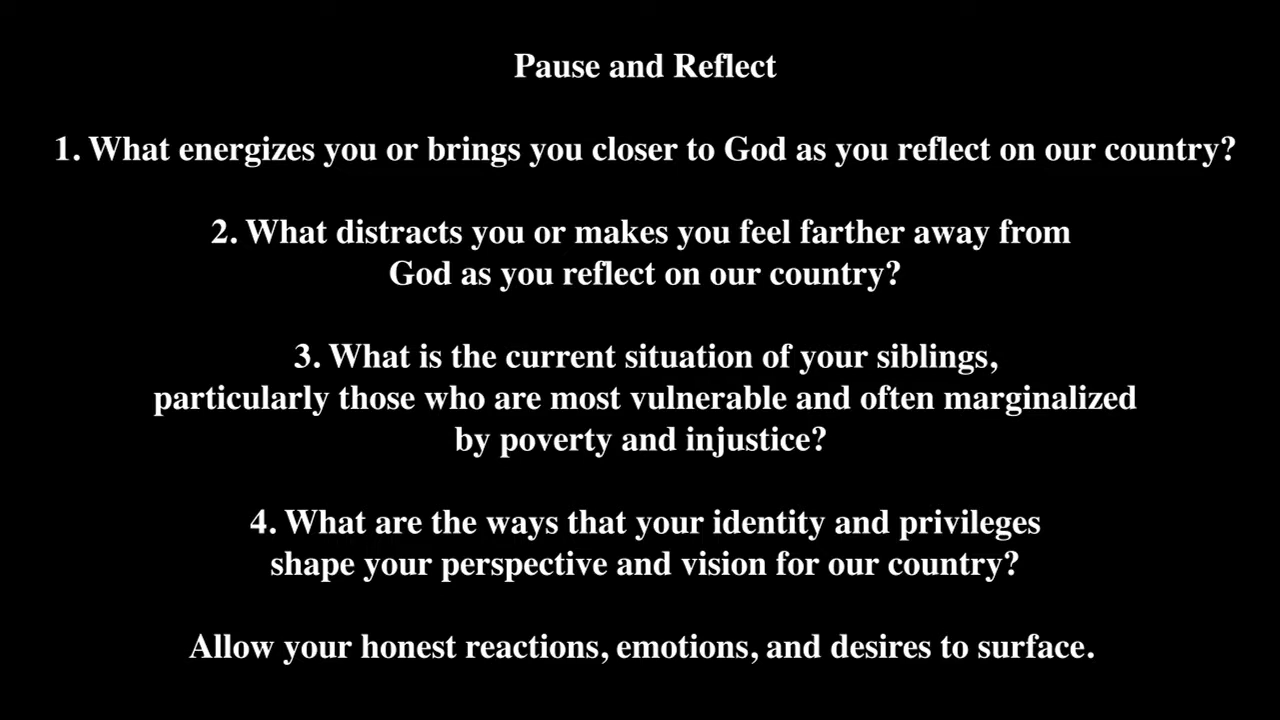 Pause and Reflect
1. What energizes you or brings you closer to God as you reflect on our country?
2. What distracts you or makes you feel farther away from
God as you reflect on our country?
3. What is the current situation of your siblings,
particularly those who are most vulnerable and often marginalized
by poverty and injustice?
4. What are the ways that your identity and privileges
shape your perspective and vision for our country?
Allow your honest reactions, emotions, and desires to surface.